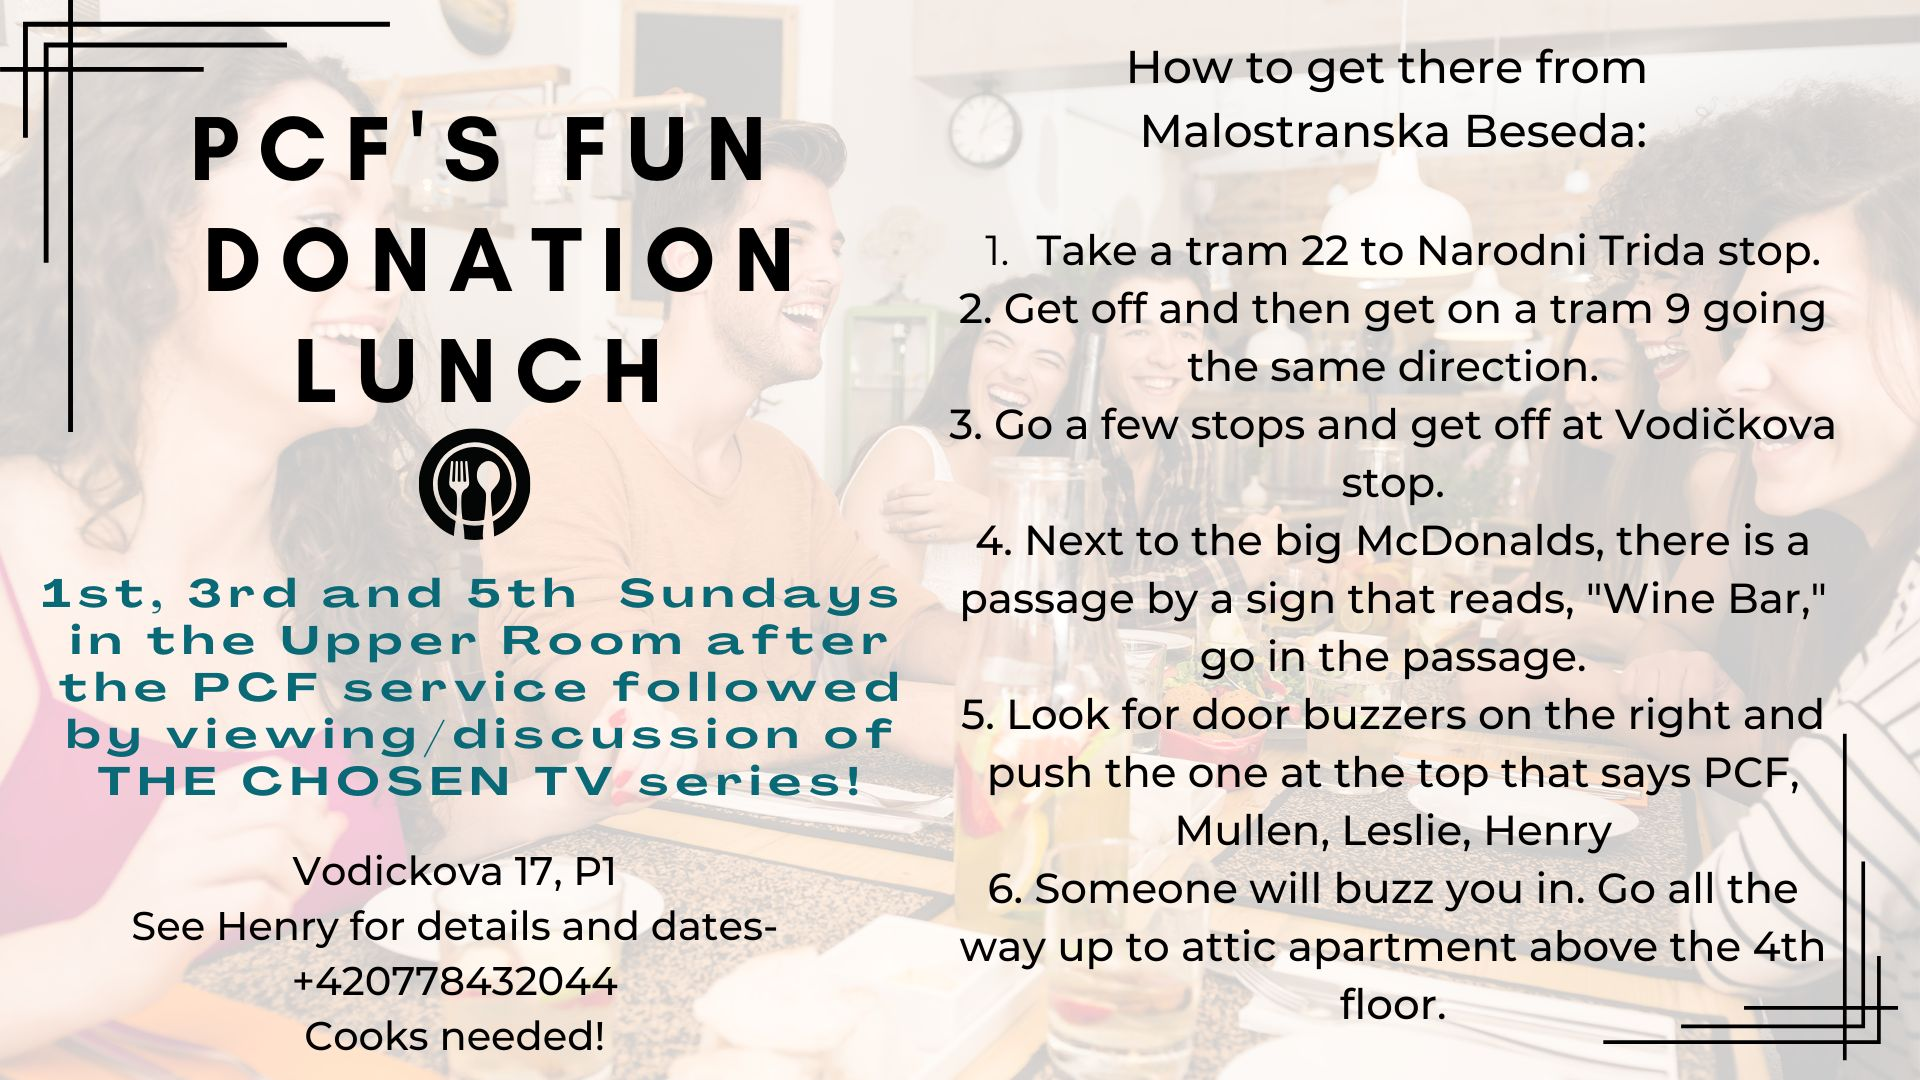 PCF'S FUN
DONATION
LUNCH
1st, 3rd and 5th Sundays
in the Upper Room after
the PCF service followed
by viewing/discussion of
THE CHOSEN TV series!
Vodickova 17, P1
See Henry for details and dates-
+420778432044
Cooks needed!
How to get there from
Malostranska Beseda:
1. Take a tram 22 to Narodni Trida stop.
2. Get off and then get on a tram 9 going
the same direction.
3. Go a few stops and get off at Vodičkova
stop.
4. Next to the big McDonalds, there is a
passage by a sign that reads, "Wine Bar,"
go in the passage.
5. Look for door buzzers on the right and
push the one at the top that says PCF,
Mullen, Leslie, Henry
6. Someone will buzz you in. Go all the
way up to attic apartment above the 4th
floor.